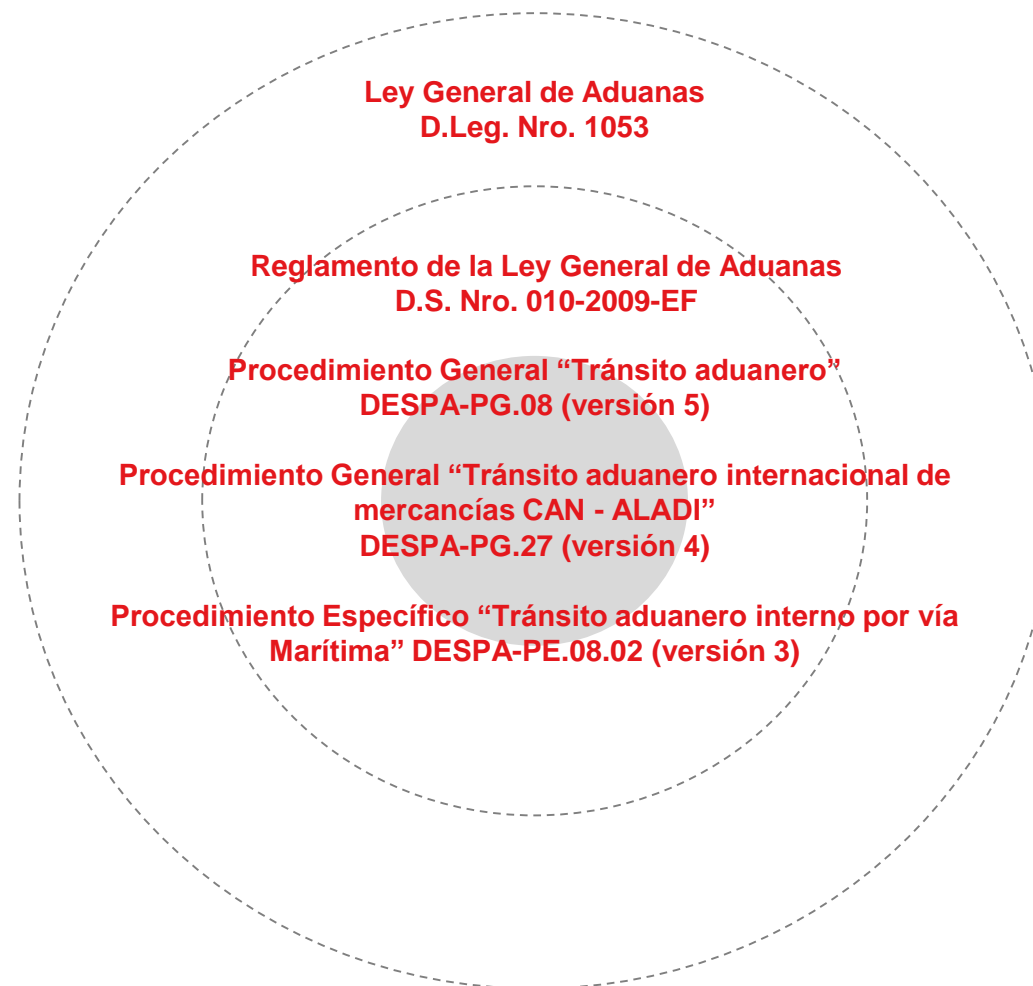 Ley General de Aduanas
D.Leg. Nro. 1053
Reglamento de la Ley General de Aduanas
D.S. Nro. 010-2009-EF
Procedimiento General “Tránsito aduanero”
DESPA-PG.08 (versión 5)
Procedimiento General “Tránsito aduanero internacional de
mercancías CAN - ALADI”
DESPA-PG.27 (versión 4)
Procedimiento Específico “Tránsito aduanero interno por vía
Marítima” DESPA-PE.08.02 (versión 3)